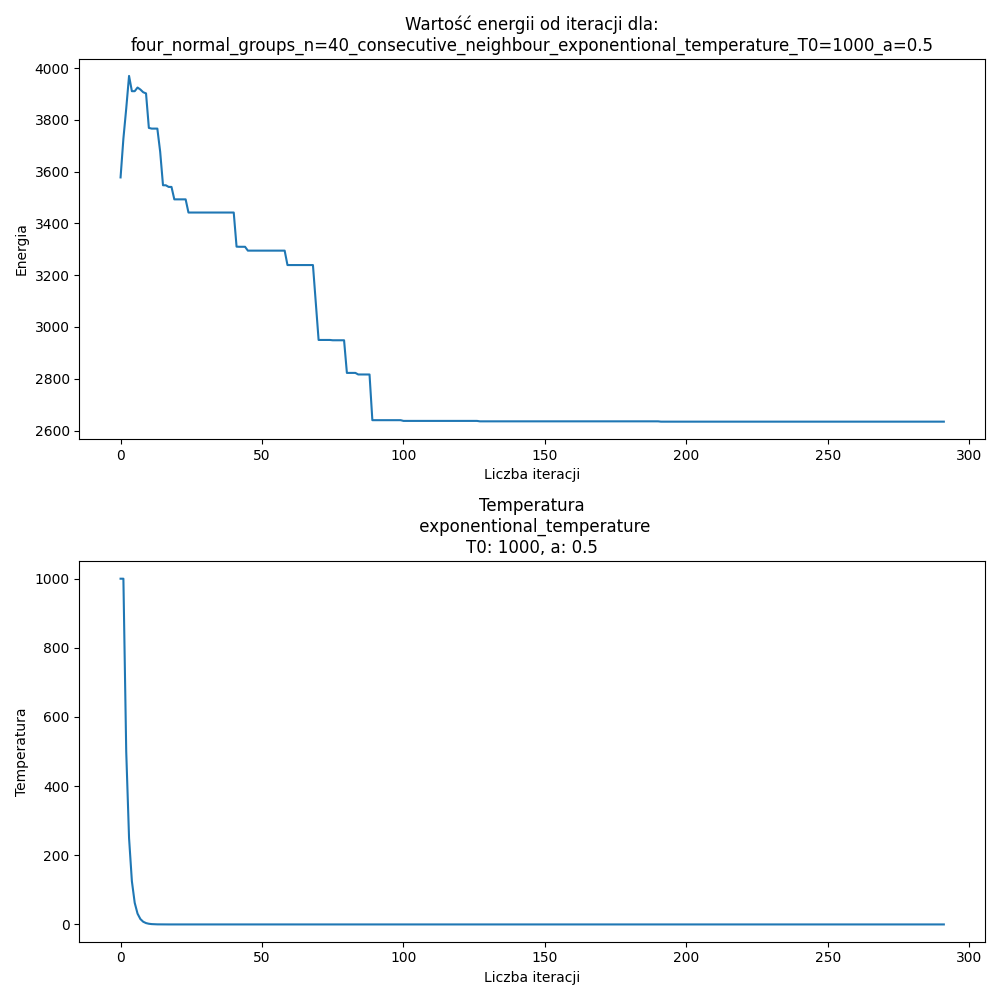 Wartość energii od iteracji dla:
four_normal_groups_n=40_consecutive_neighbour_exponentional_temperature_T0=1000_a=0.5
4000
3800
3600
3400
3200
3000
2800
2600
Energia
0 50 100 150 200 250 300
Liczba iteracji
Temperatura
exponentional_temperature
T0: 1000, a: 0.5
1000
800
600
400
200
0
Temperatura
0 50 100 150 200 250 300
Liczba iteracji